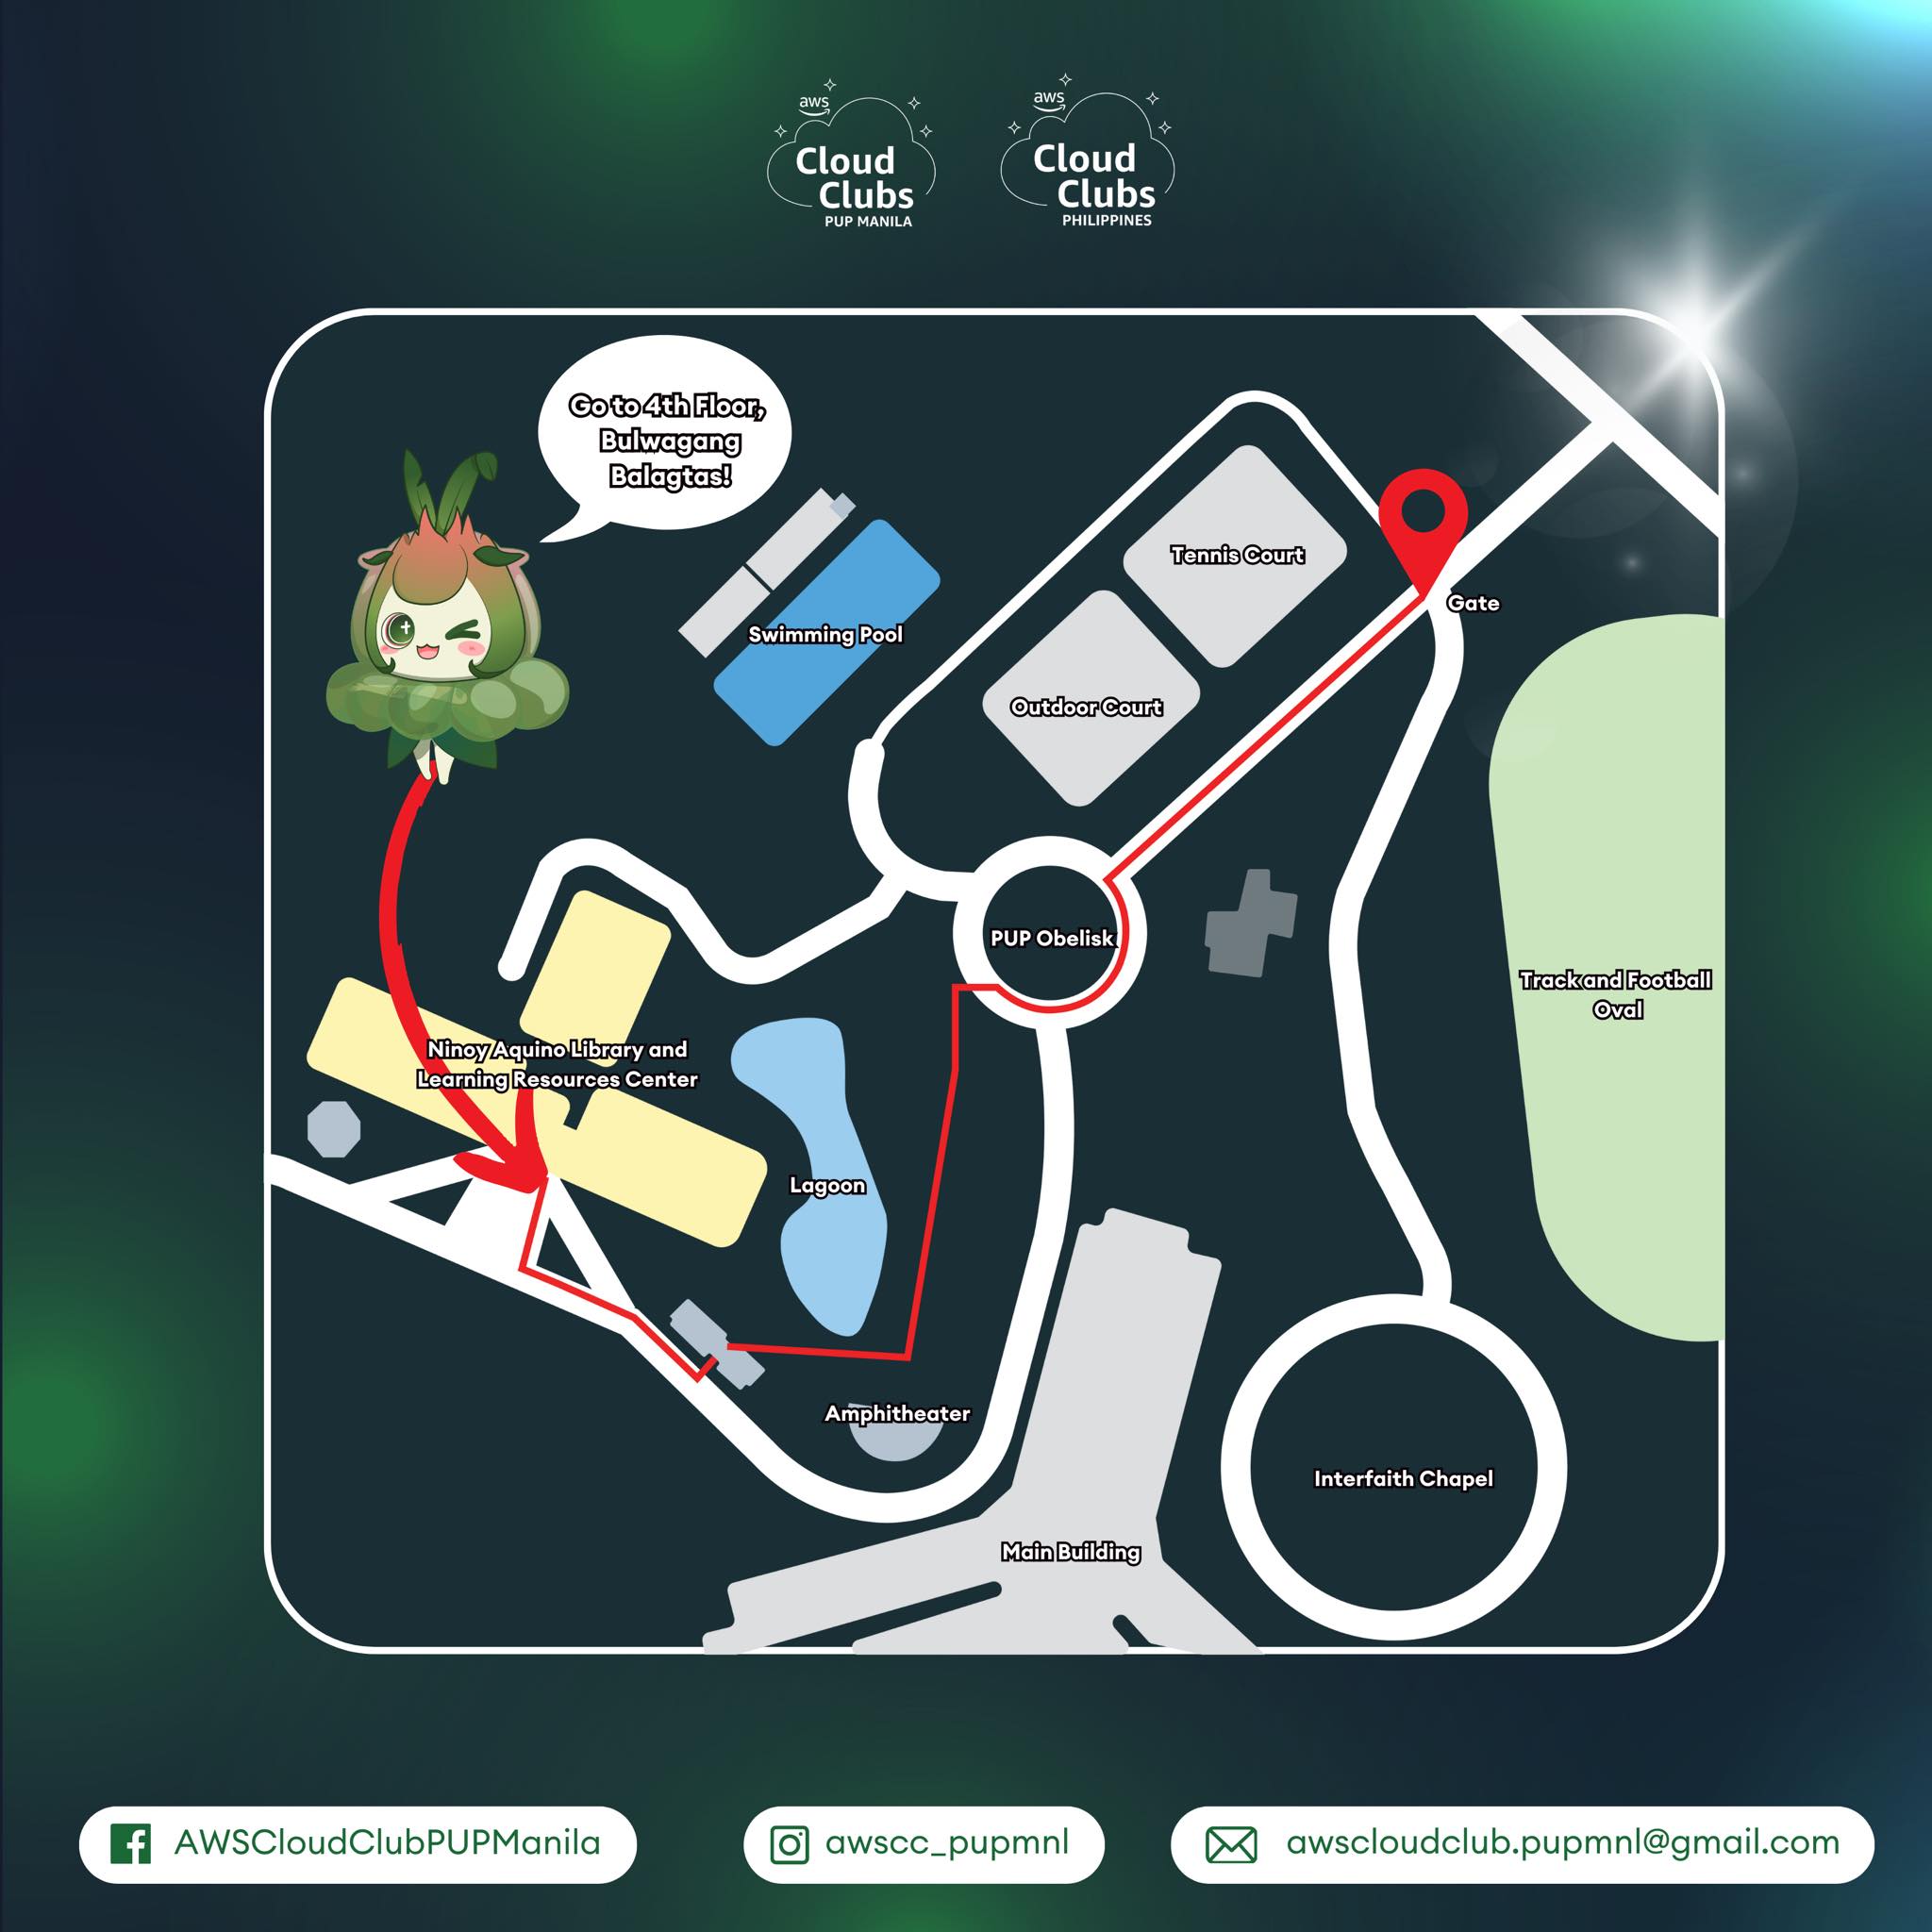 aws
Cloud
Clubs
PUP MANILA
aws
Cloud
Clubs
PHILIPPINES
Go to 4th Floor,
Bulwagang
Balagtas!
Tennis Court
Gate
Swimming Pool
Outdoor Court
PUP Obelisk
Track and Football
Oval
Ninoy Aquino Library and
Learning Resources Center
Lagoon
Amphitheater
Interfaith Chapel
Main Building
AWSCloudClubPUPManila
awscc_pupmnl
awscloudclub.pupmnl@gmail.com